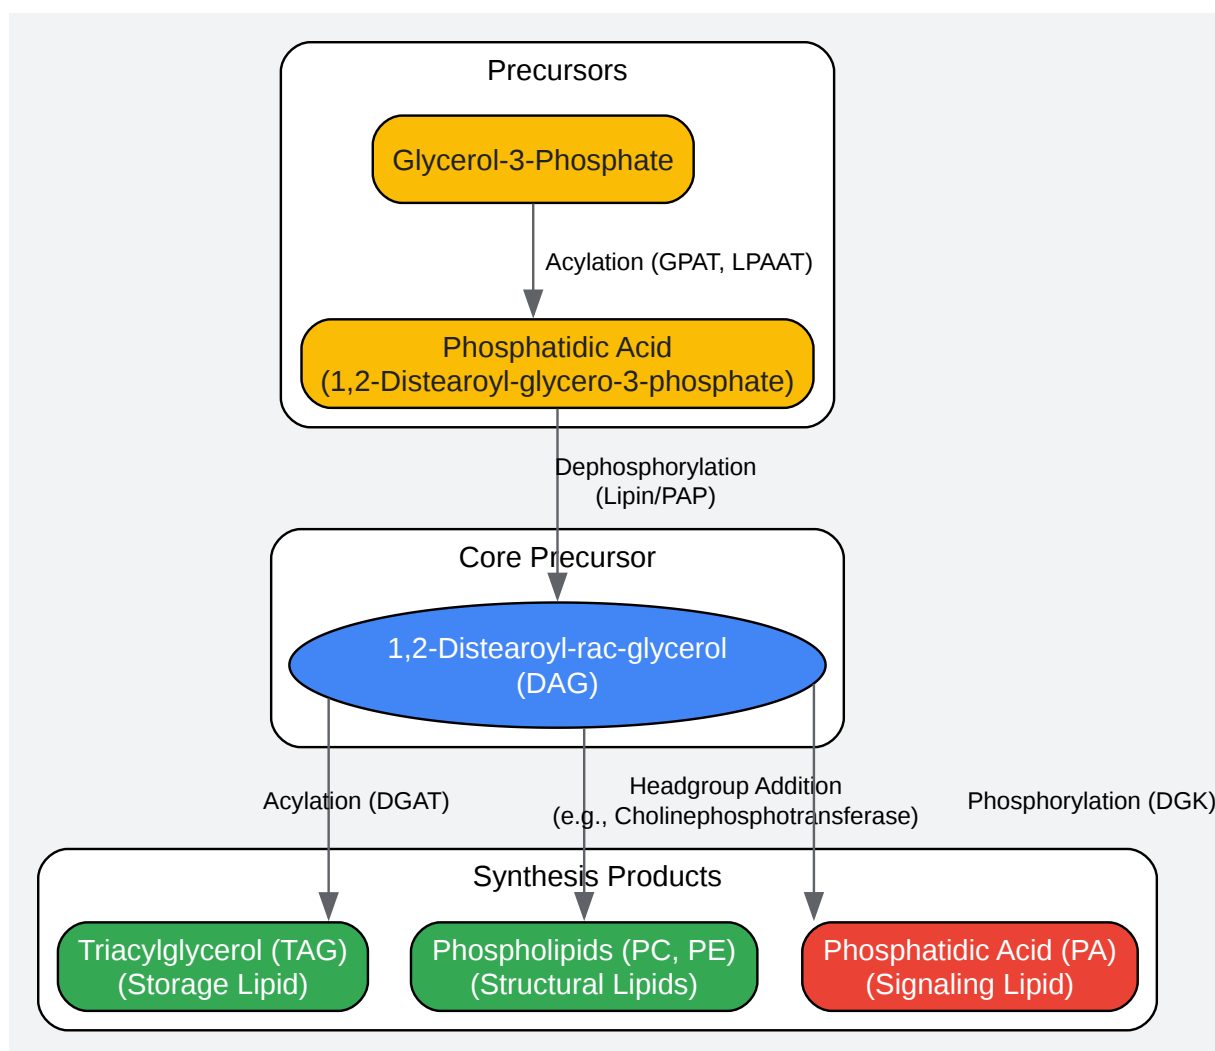 Precursors
Glycerol-3-Phosphate
Acylation (GPAT, LPAAT)
Phosphatidic Acid
(1,2-Distearoyl-glycero-3-phosphate)
Dephosphorylation
(Lipin/PAP)
Core Precursor
1,2-Distearoyl-rac-glycerol
(DAG)
Acylation (DGAT)
Headgroup Addition
(e.g., Cholinephosphotransferase)
Phosphorylation (DGK)
Synthesis Products
Triacylglycerol (TAG)
(Storage Lipid)
Phospholipids (PC, PE)
(Structural Lipids)
Phosphatidic Acid (PA)
(Signaling Lipid)